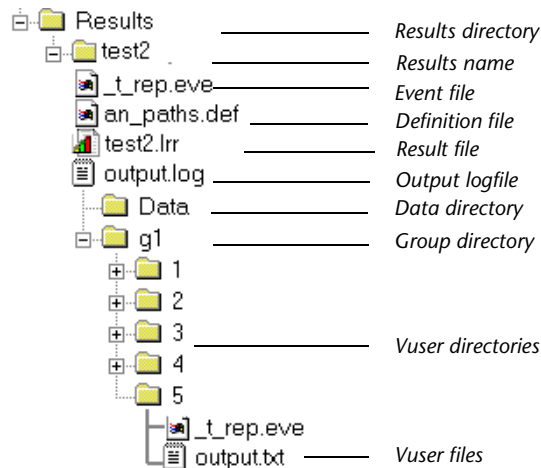 Results Results directory
test2 Results name
_t_rep.eve Event file
an_paths.def Definition file
test2.lrr Result file
output.log Output logfile
Data Data directory
g1 Group directory
1
2
3 Vuser directories
4
5
_t_rep.eve
output.txt Vuser files